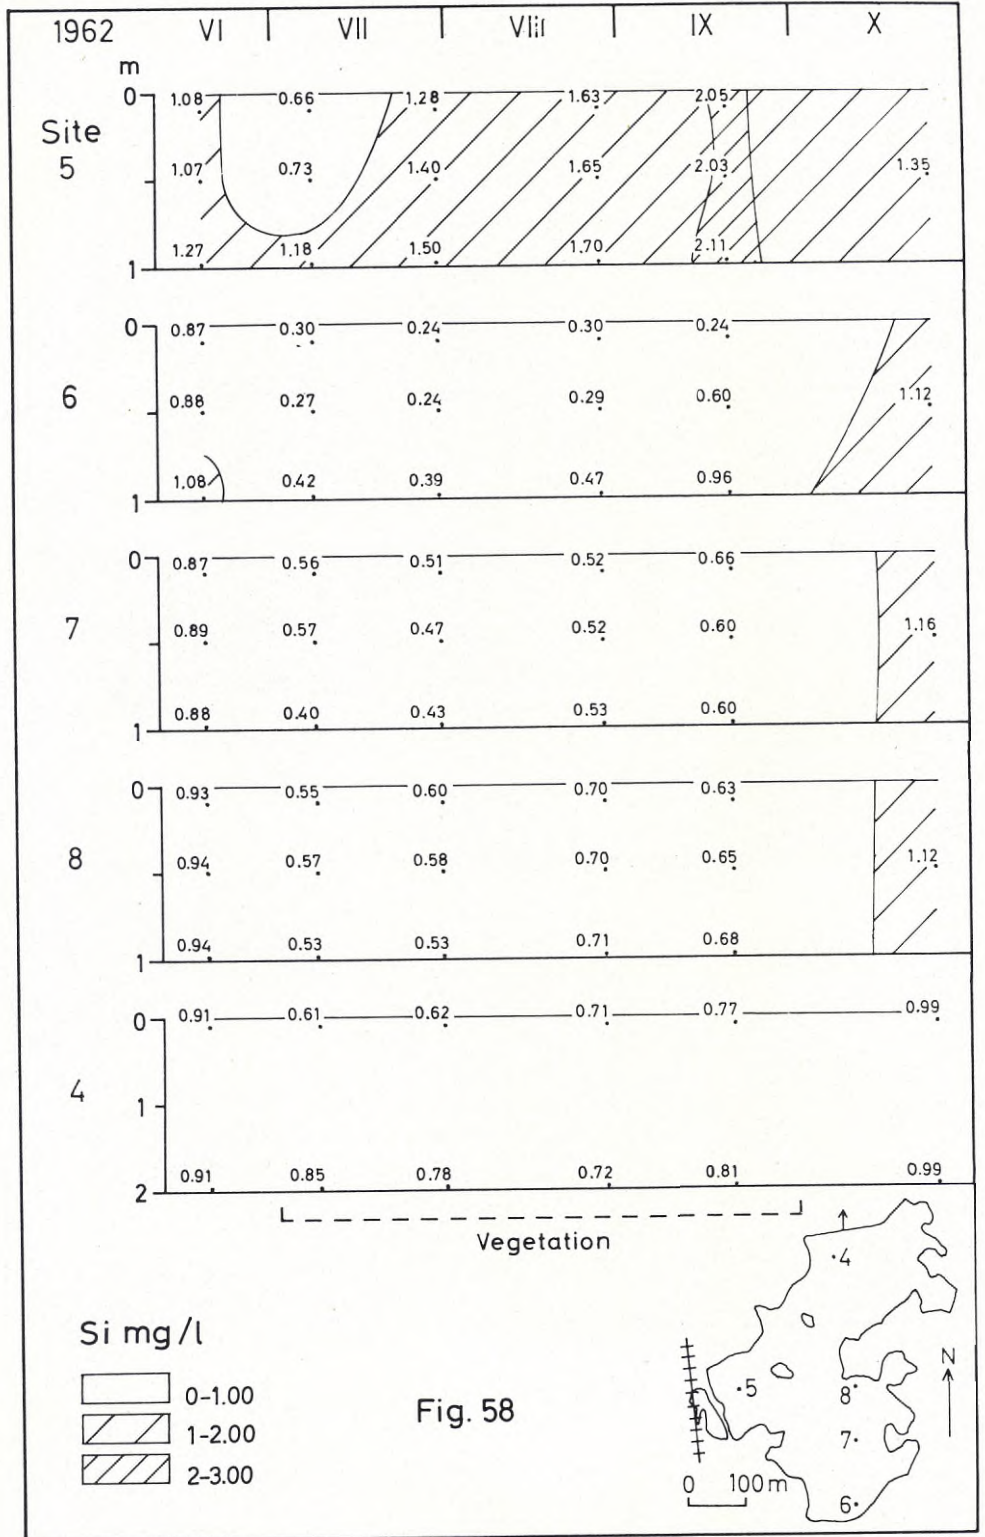 1962 VI VII VIII IX X
m
0 1.08 0.66 1.28 1.63 2.05
Site
5 1.07 0.73 1.40 1.65 2.03 1.35
1.27 1.18 1.50 1.70 2.11
1
0 0.87 0.30 0.24 0.30 0.24
6 0.88 0.27 0.24 0.29 0.60 1.12
1.08 0.42 0.39 0.47 0.96
1
0 0.87 0.56 0.51 0.52 0.66
7 0.89 0.57 0.47 0.52 0.60 1.16
0.88 0.40 0.43 0.53 0.60
1
0 0.93 0.55 0.60 0.70 0.63
8 0.94 0.57 0.58 0.70 0.65 1.12
0.94 0.53 0.53 0.71 0.68
1
0 0.91 0.61 0.62 0.71 0.77 0.99
4 1
0.91 0.85 0.78 0.72 0.81 0.99
2
Vegetation
Si mg/l
0-1.00
1-2.00
2-3.00
Fig. 58
4
5
8
7
6
N
0 100 m